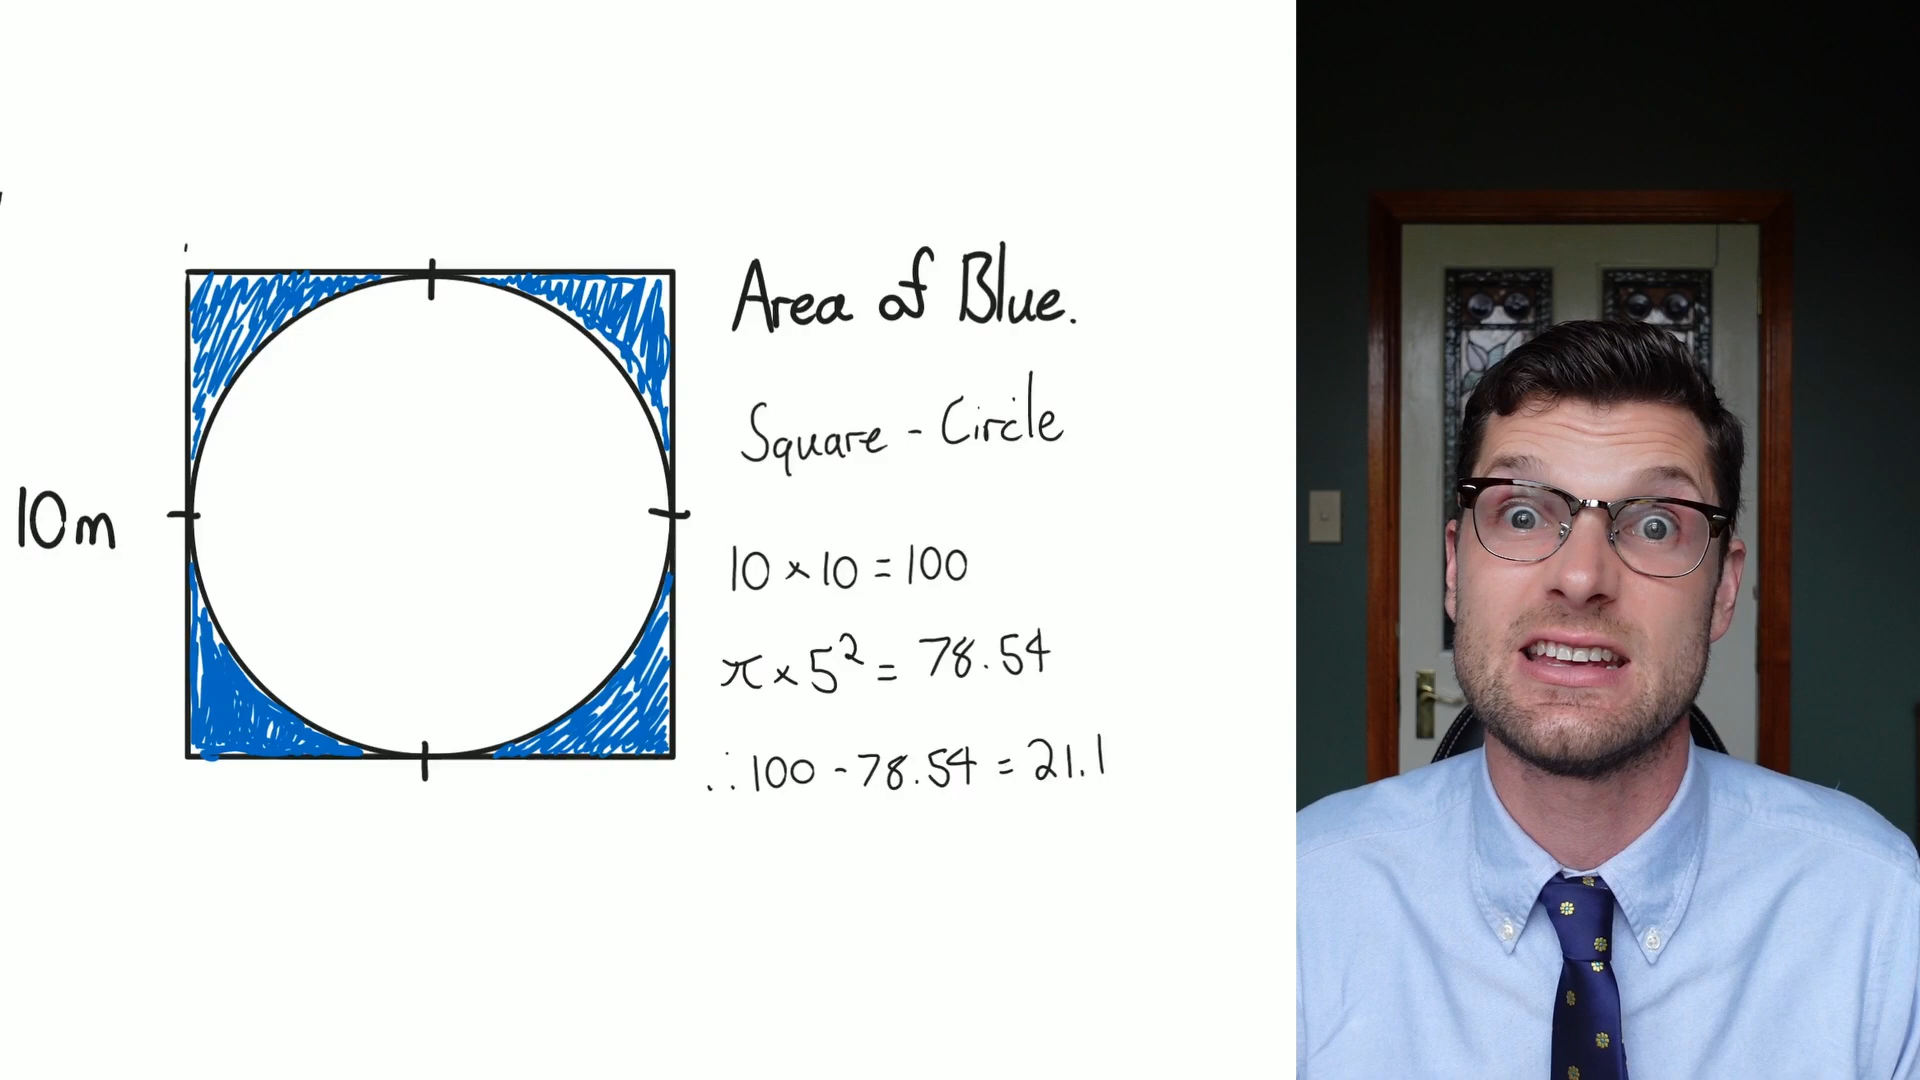 Area of Blue.
Square - Circle
10m
10 × 10 = 100
π × 5² = 78.54
∴ 100 - 78.54 = 21.1